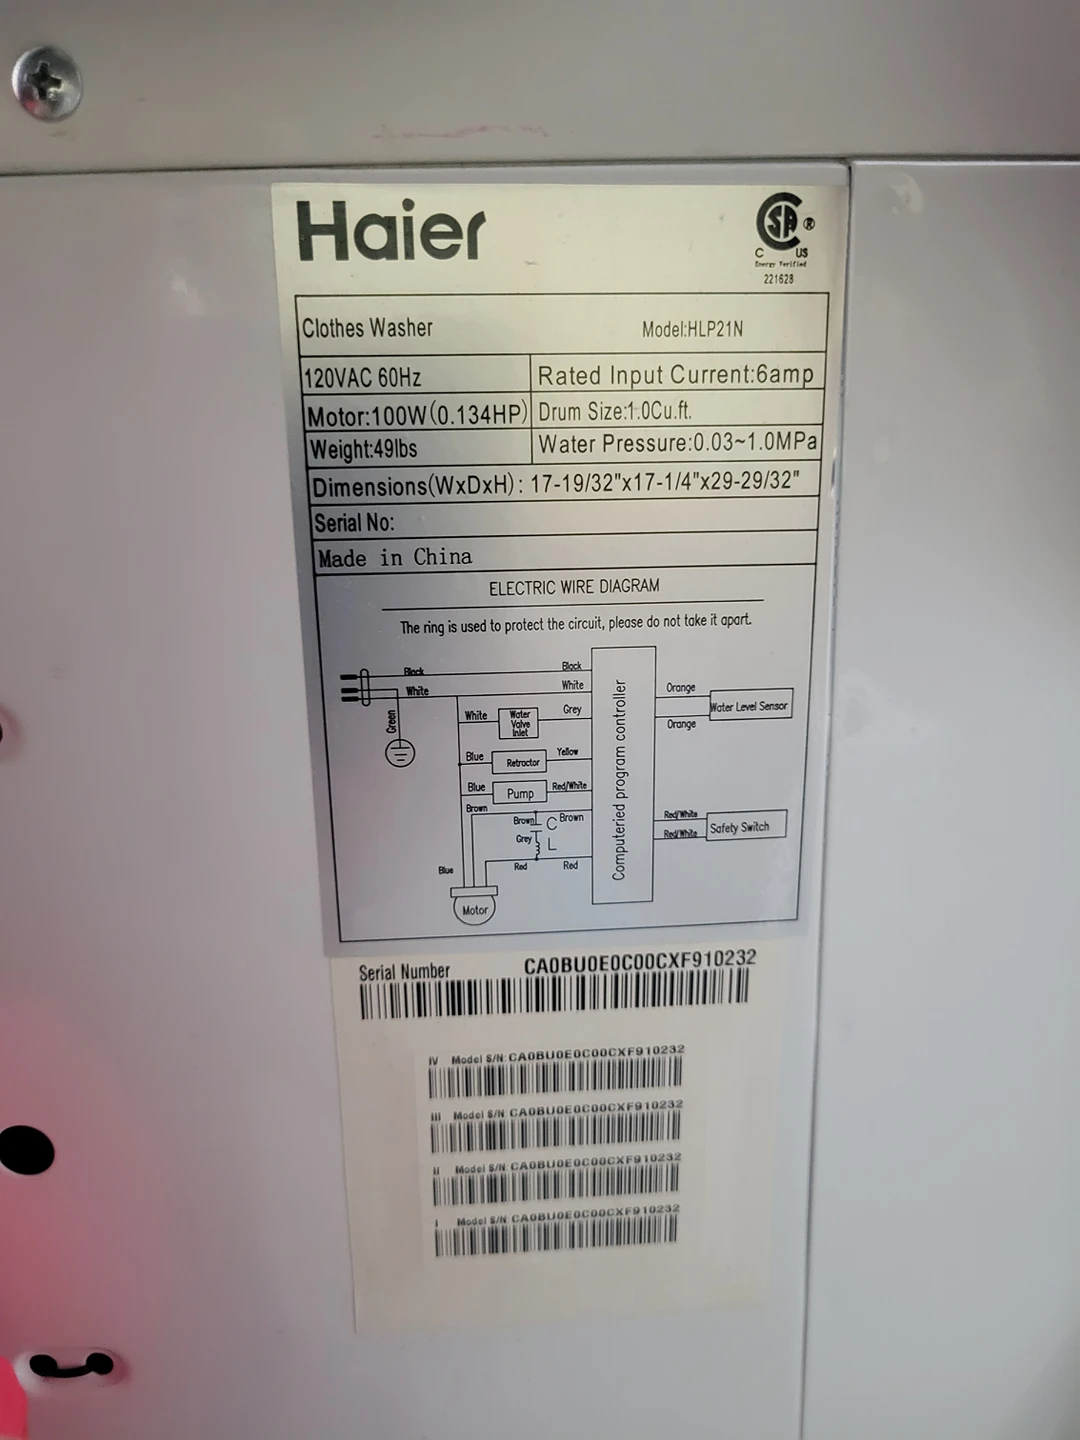 Haier
CSA ®
C US
Energy Verified
221628
Clothes Washer Model:HLP21N
120VAC 60Hz Rated Input Current:6amp
Motor:100W(0.134HP) Drum Size:1.0Cu.ft.
Weight:49lbs Water Pressure:0.03~1.0MPa
Dimensions(WxDxH): 17-19/32"x17-1/4"x29-29/32"
Serial No:
Made in China
ELECTRIC WIRE DIAGRAM
The ring is used to protect the circuit, please do not take it apart.
Black Black
White White
Green
White Water Valve Inlet Grey
Blue Retractor Yellow
Blue Pump Red/White
Brown
Brown C Brown
Grey L
Blue Red Red
Motor
Computeried program controller
Orange
Water Level Sensor
Orange
Red/White
Safety Switch
Red/White
Serial Number CA0BU0E0C00CXF910232
IV Model S/N:CA0BU0E0C00CXF910232
III Model S/N:CA0BU0E0C00CXF910232
II Model S/N:CA0BU0E0C00CXF910232
I Model S/N:CA0BU0E0C00CXF910232